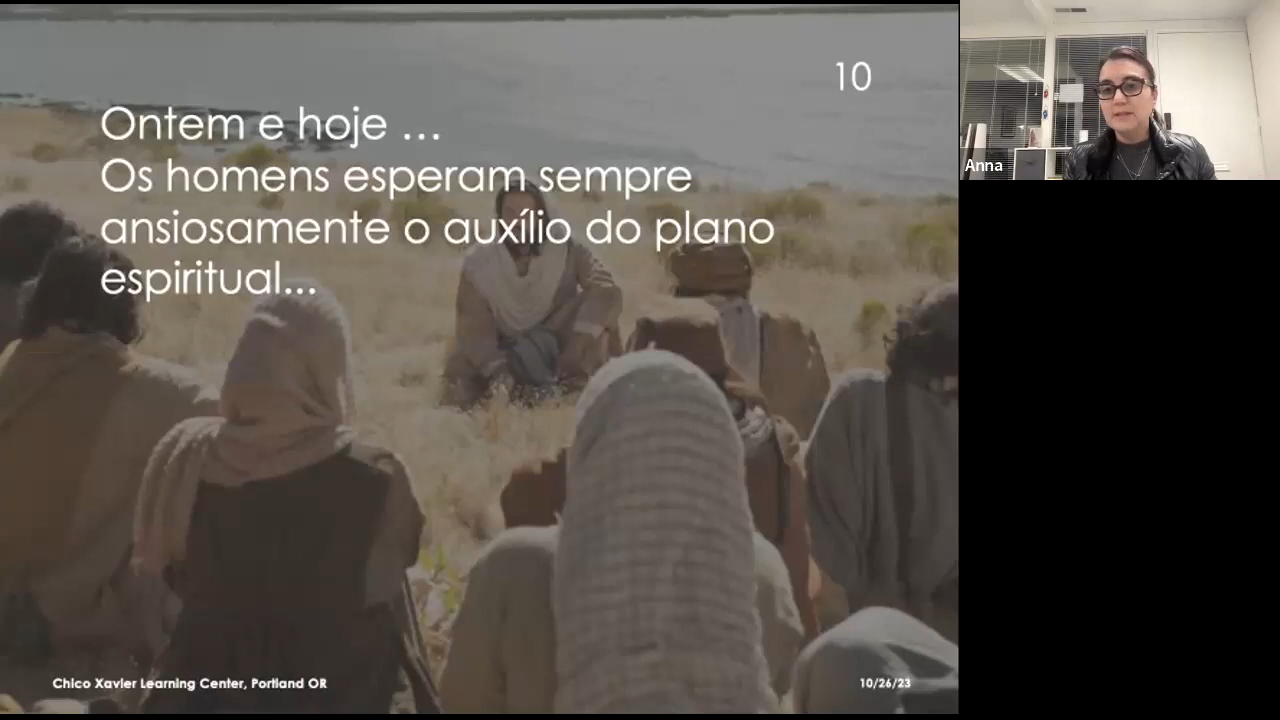 10
Ontem e hoje ...
Os homens esperam sempre
ansiosamente o auxílio do plano
espiritual...
Anna
Chico Xavier Learning Center, Portland OR
10/26/23